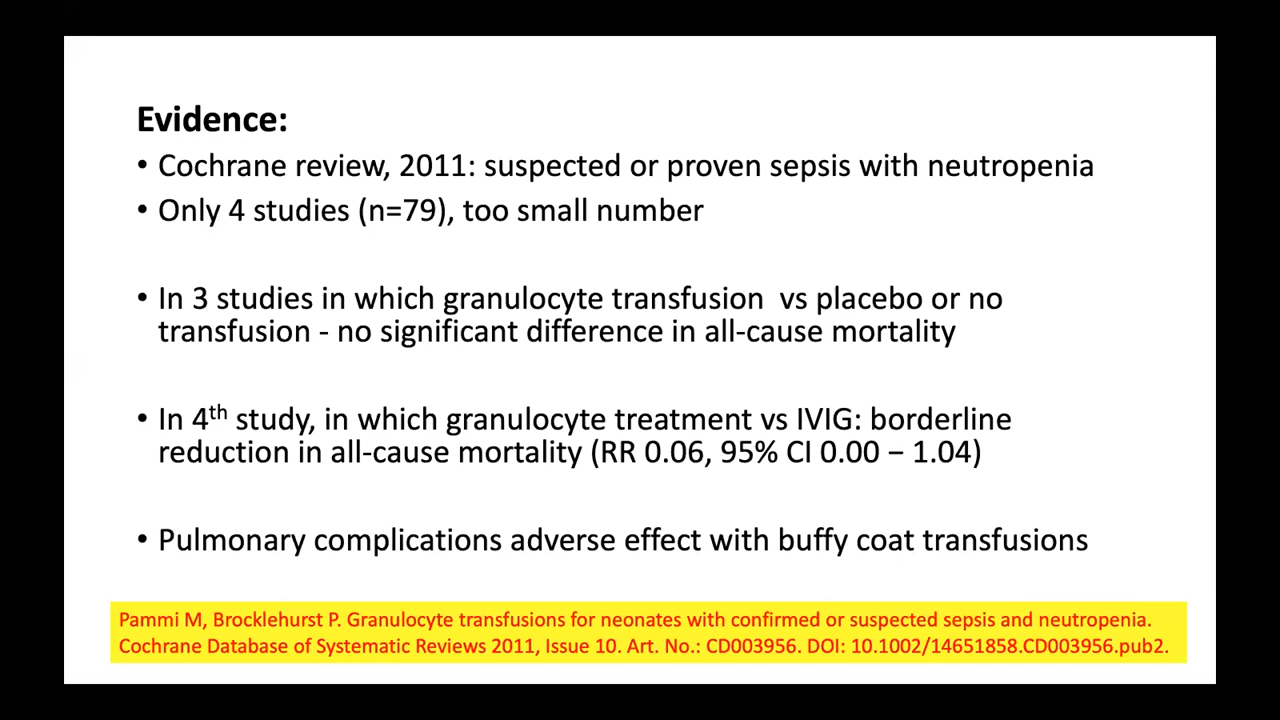 Evidence:
• Cochrane review, 2011: suspected or proven sepsis with neutropenia
• Only 4 studies (n=79), too small number
• In 3 studies in which granulocyte transfusion  vs placebo or no
transfusion - no significant difference in all-cause mortality
• In 4th study, in which granulocyte treatment vs IVIG: borderline
reduction in all-cause mortality (RR 0.06, 95% CI 0.00 − 1.04)
• Pulmonary complications adverse effect with buffy coat transfusions
Pammi M, Brocklehurst P. Granulocyte transfusions for neonates with confirmed or suspected sepsis and neutropenia.
Cochrane Database of Systematic Reviews 2011, Issue 10. Art. No.: CD003956. DOI: 10.1002/14651858.CD003956.pub2.